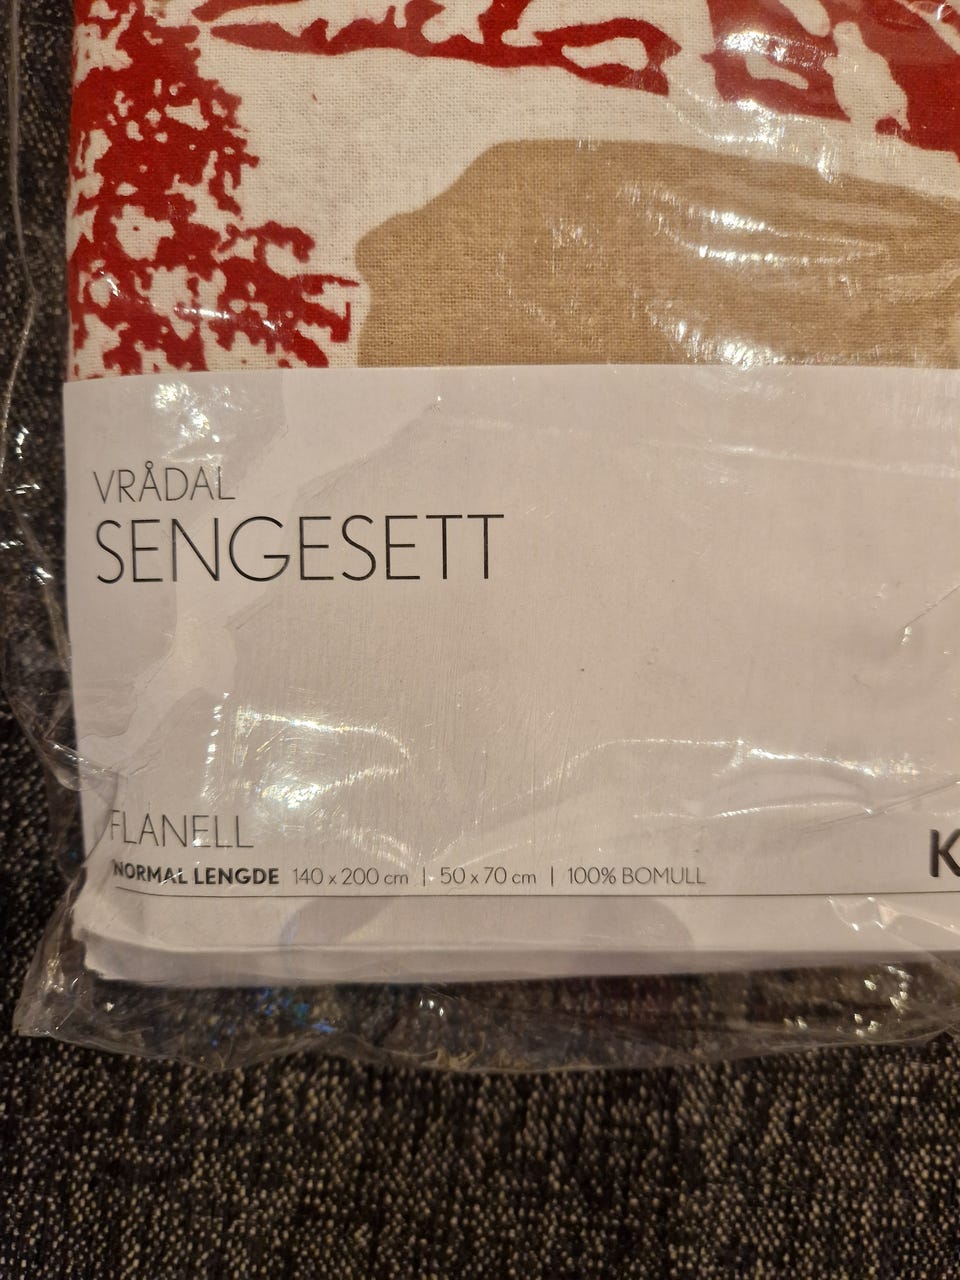 VRÅDAL
SENGESETT
FLANELL
NORMAL LENGDE 140 x 200 cm | 50 x 70 cm | 100% BOMULL
K